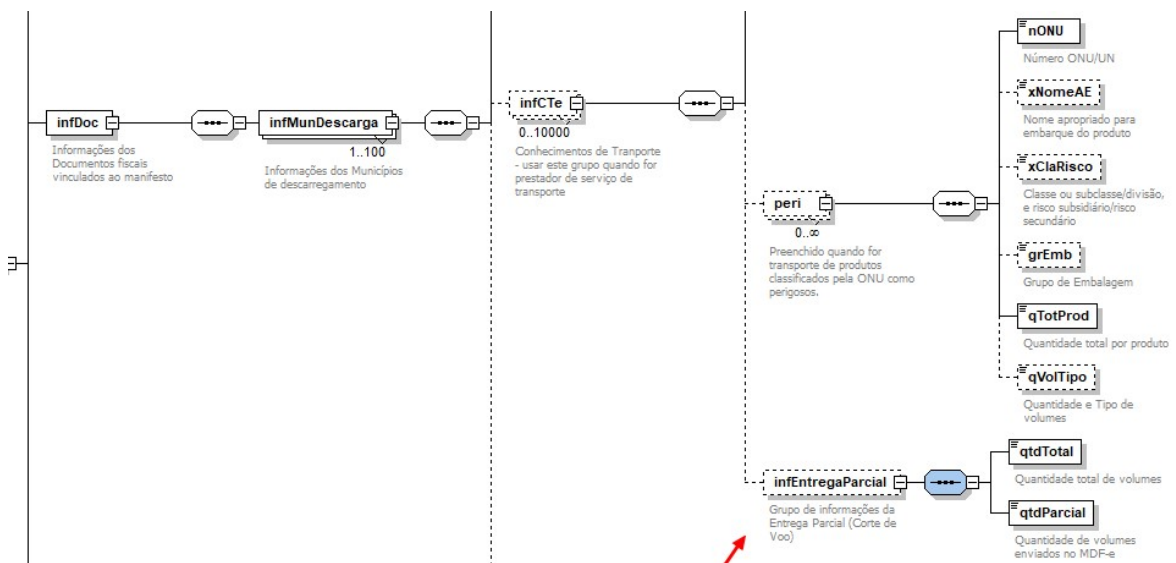 infDoc
Informações dos
Documentos fiscais
vinculados ao manifesto
infMunDescarga
1..100
Informações dos Municípios
de descarregamento
infCTe
0..10000
Conhecimentos de Tranporte
- usar este grupo quando for
prestador de serviço de
transporte
peri
0..∞
Preenchido quando for
transporte de produtos
classificados pela ONU como
perigosos.
nONU
Número ONU/UN
xNomeAE
Nome apropriado para
embarque do produto
xClaRisco
Classe ou subclasse/divisão,
e risco subsidiário/risco
secundário
grEmb
Grupo de Embalagem
qTotProd
Quantidade total por produto
qVolTipo
Quantidade e Tipo de
volumes
infEntregaParcial
Grupo de informações da
Entrega Parcial (Corte de
Voo)
qtdTotal
Quantidade total de volumes
qtdParcial
Quantidade de volumes
enviados no MDF-e